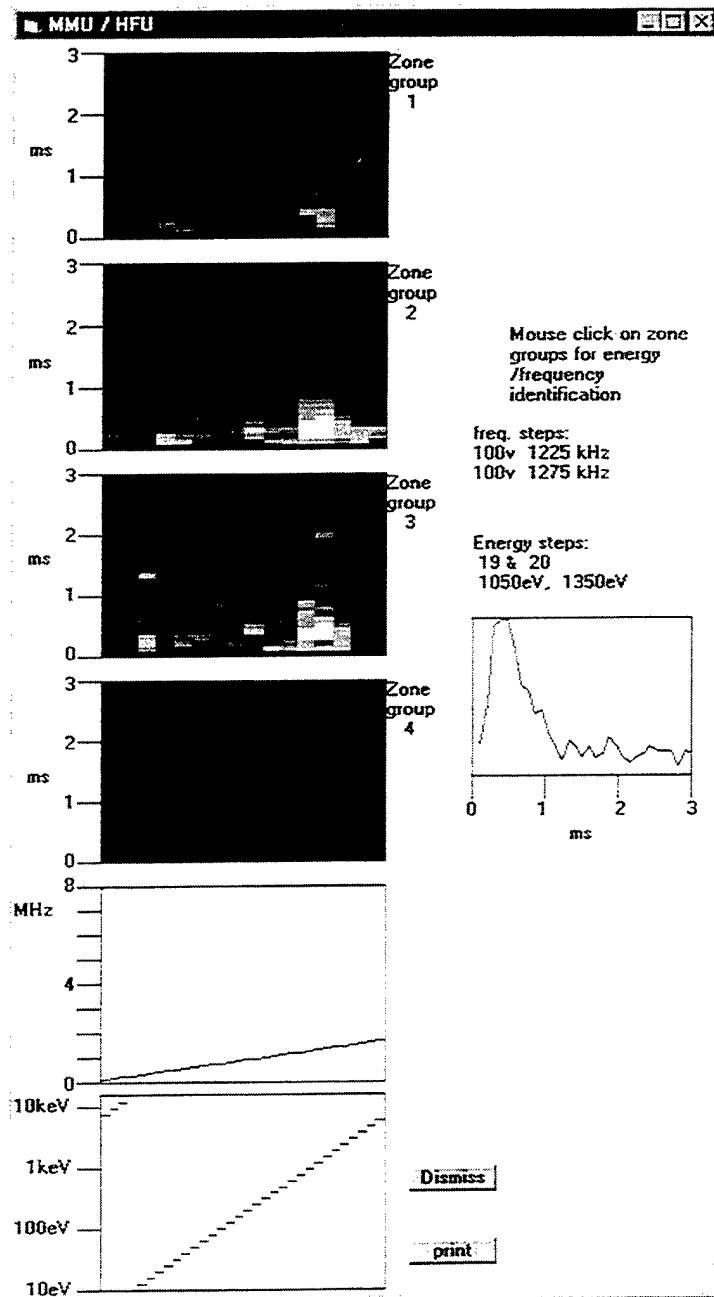 MMU / HFU
3
2
ms
1
0
Zone
group
1
3
2
ms
1
0
Zone
group
2
3
2
ms
1
0
Zone
group
3
3
2
ms
1
0
Zone
group
4
Mouse click on zone
groups for energy
/frequency
identification
freq. steps:
100v 1225 kHz
100v 1275 kHz
Energy steps:
19 & 20
1050eV, 1350eV
0 1 2 3
ms
8
MHz
4
0
10keV
1keV
100eV
10eV
Dismiss
print